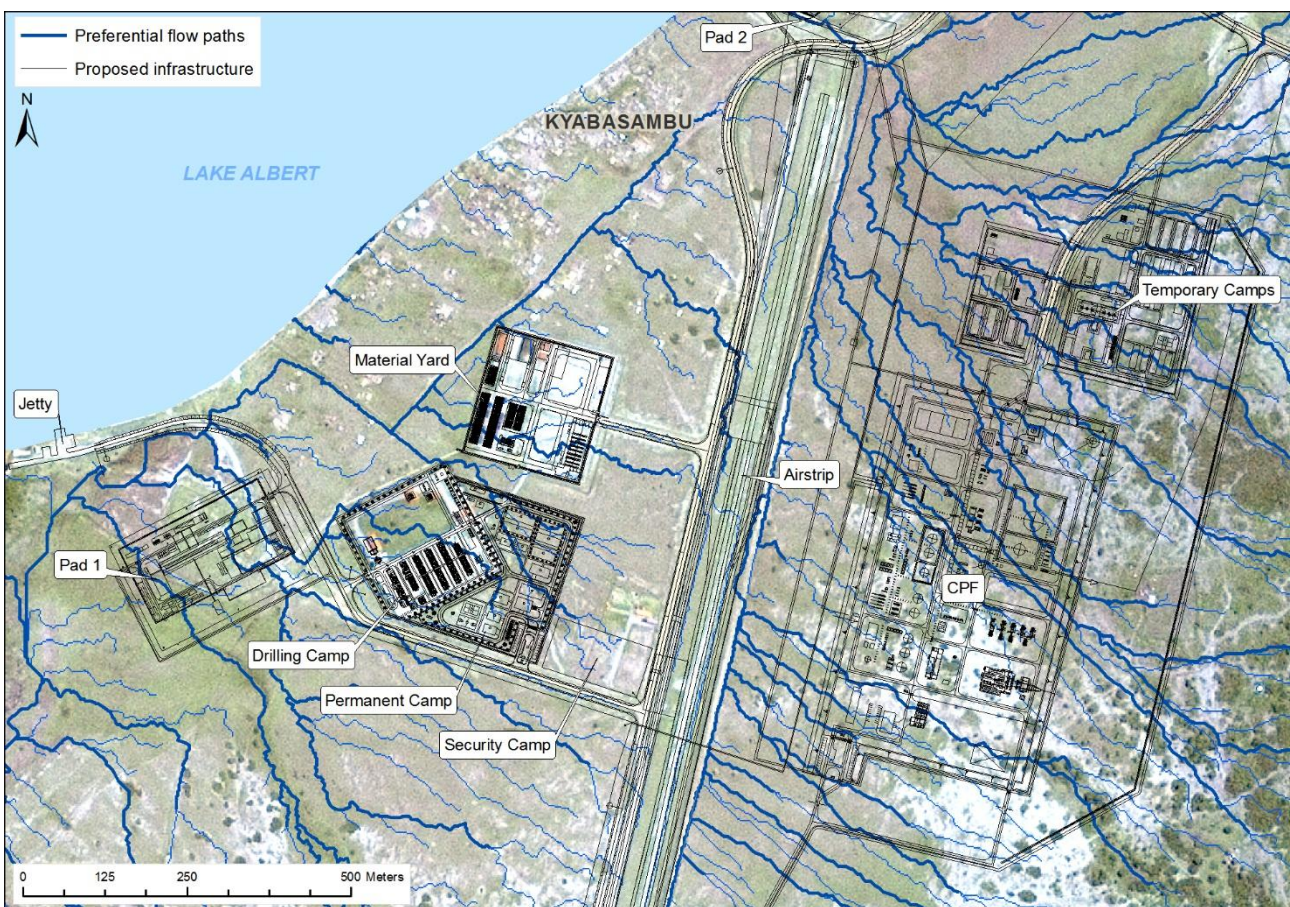 Preferential flow paths
Proposed infrastructure
N
Pad 2
KYABASAMBU
LAKE ALBERT
Temporary Camps
Material Yard
Jetty
Airstrip
Pad 1
CPF
Drilling Camp
Permanent Camp
Security Camp
0 125 250 500 Meters